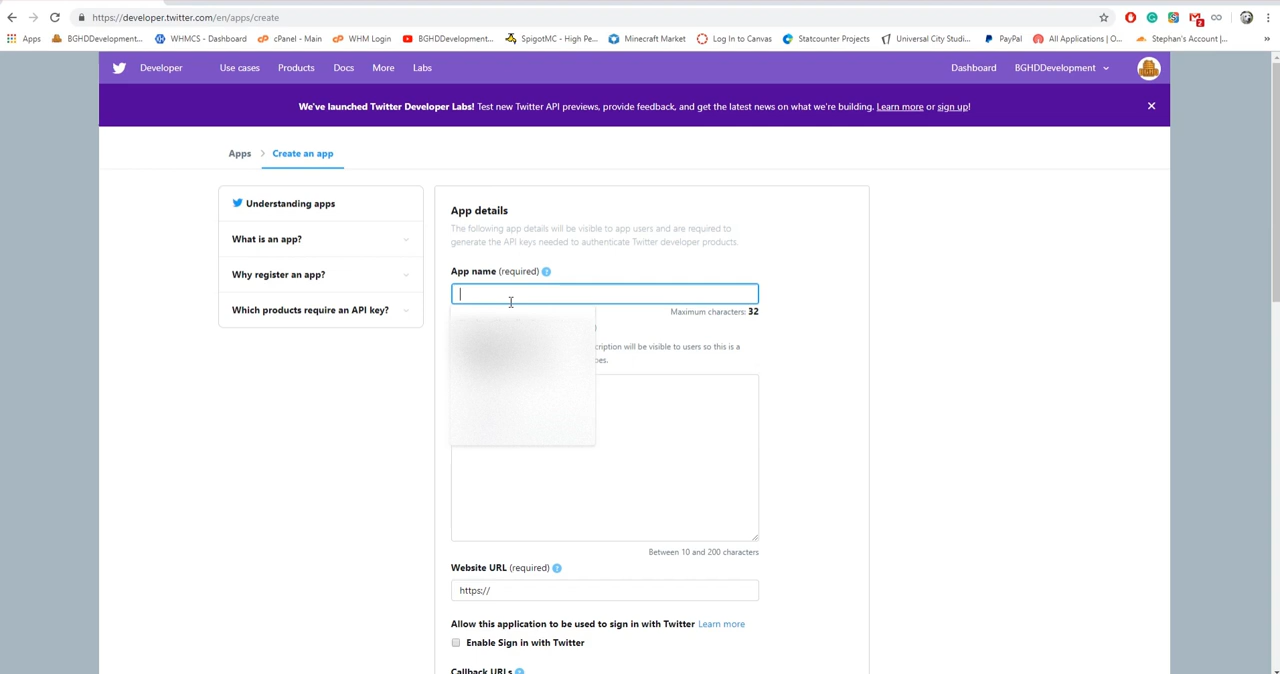 https://developer.twitter.com/en/apps/create
Apps BGHDDevelopment... WHMCS - Dashboard cPanel - Main WHM Login BGHDDevelopment... SpigotMC - High Pe... Minecraft Market Log In to Canvas Statcounter Projects Universal City Studi... PayPal All Applications | O... Stephan's Account |... »
Developer Use cases Products Docs More Labs Dashboard BGHDDevelopment
We've launched Twitter Developer Labs! Test new Twitter API previews, provide feedback, and get the latest news on what we're building. Learn more or sign up!
Apps Create an app
Understanding apps
What is an app?
Why register an app?
Which products require an API key?
App details
The following app details will be visible to app users and are required to
generate the API keys needed to authenticate Twitter developer products.
App name (required) ?
Maximum characters: 32
cription will be visible to users so this is a
Between 10 and 200 characters
Website URL (required) ?
https://
Allow this application to be used to sign in with Twitter Learn more
Enable Sign in with Twitter
Callback URLs